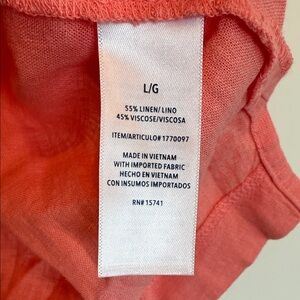 L/G
55% LINEN/ LINO
45% VISCOSE/VISCOSA
ITEM/ARTICULO# 1770097
MADE IN VIETNAM
WITH IMPORTED FABRIC
HECHO EN VIETNAM
CON INSUMOS IMPORTADOS
RN# 15741